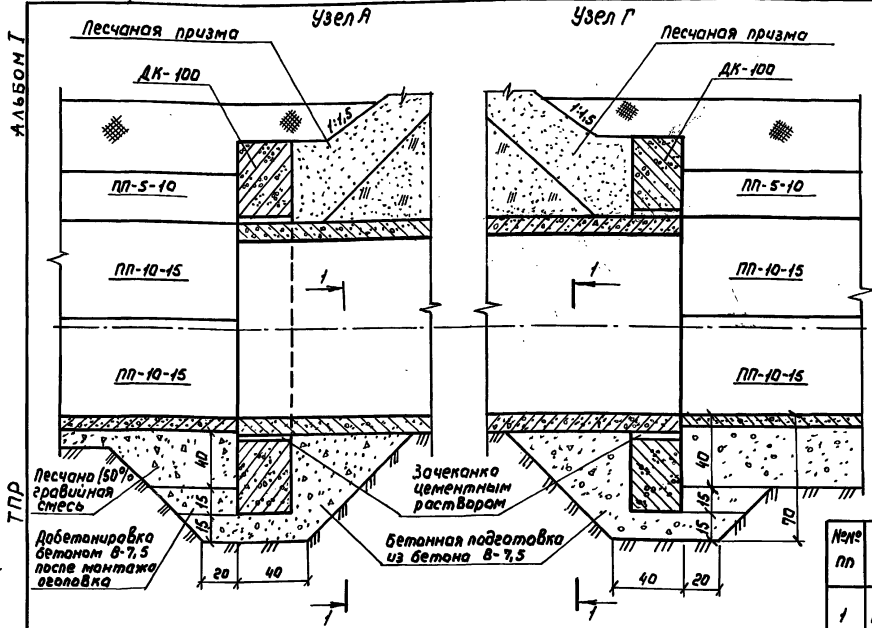 АЛЬБОМ I
Узел А
Узел Г
Песчаная призма
ДК-100
1:1,5
Песчаная призма
ДК-100
1:1,5
ПП-5-10
ПП-5-10
ПП-10-15
1
1
ПП-10-15
ПП-10-15
ПП-10-15
ТПР
Песчано (50%
гравийная
смесь
40
15
15
Зачеканка
цементным
раствором
40
15
15
70
Добетонировка
бетоном В-7,5
после монтажа
оголовка
Бетонная подготовка
из бетона В-7,5
20
40
40
20
1
1
№№
пп
1